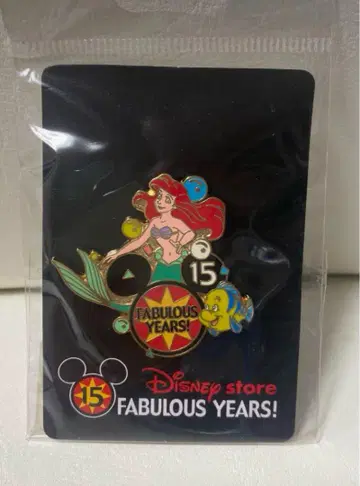 15
FABULOUS
YEARS!
15
Disney store
FABULOUS YEARS!